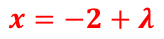 x = −2 + λ